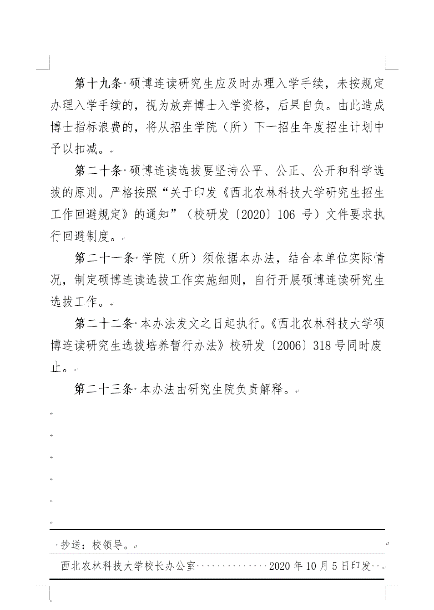 第十九条 硕博连读研究生应及时办理入学手续，未按规定
办理入学手续的，视为放弃博士入学资格，后果自负。由此造成
博士指标浪费的，将从招生学院（所）下一招生年度招生计划中
予以扣减。
第二十条 硕博连读选拔要坚持公平、公正、公开和科学选
拔的原则。严格按照“关于印发《西北农林科技大学研究生招生
工作回避规定》的通知”（校研发〔2020〕106 号）文件要求执
行回避制度。
第二十一条 学院（所）须依据本办法，结合本单位实际情
况，制定硕博连读选拔工作实施细则，自行开展硕博连读研究生
选拔工作。
第二十二条 本办法发文之日起执行。《西北农林科技大学硕
博连读研究生选拔培养暂行办法》校研发〔2006〕318 号同时废
止。
第二十三条 本办法由研究生院负责解释。
抄送：校领导。
西北农林科技大学校长办公室 2020 年 10 月 5 日印发